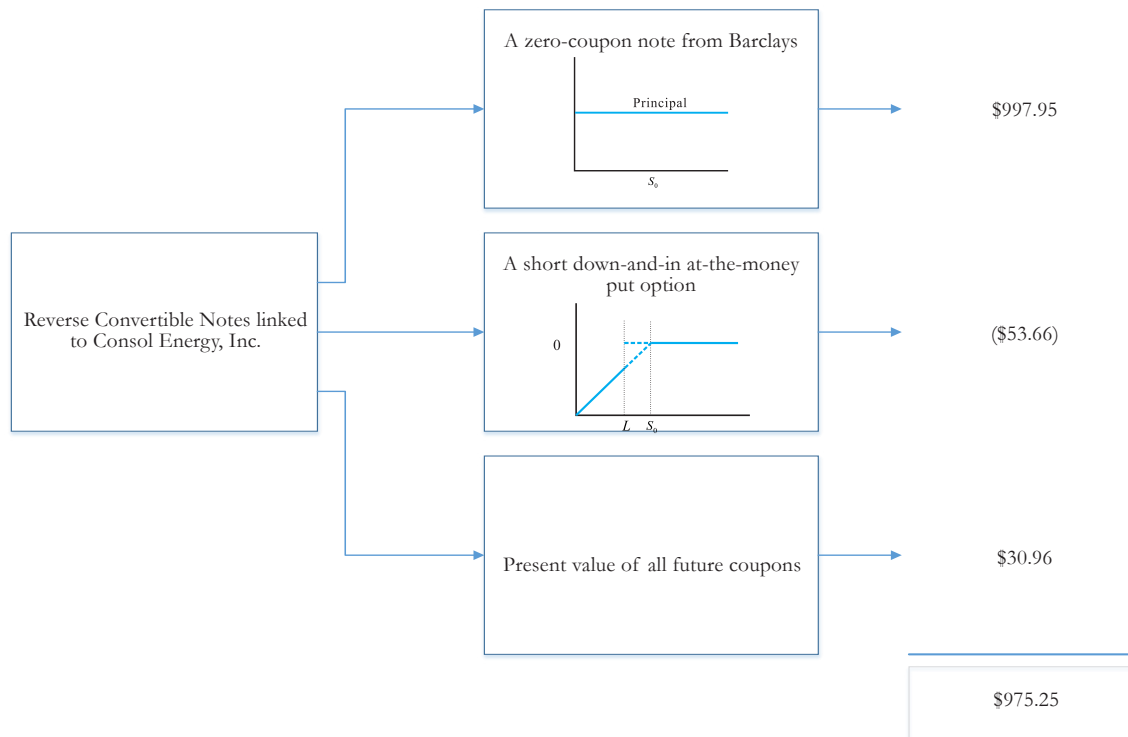 A zero-coupon note from Barclays
Principal
S₀
$997.95
Reverse Convertible Notes linked
to Consol Energy, Inc.
A short down-and-in at-the-money
put option
0
L S₀
($53.66)
Present value of all future coupons
$30.96
$975.25